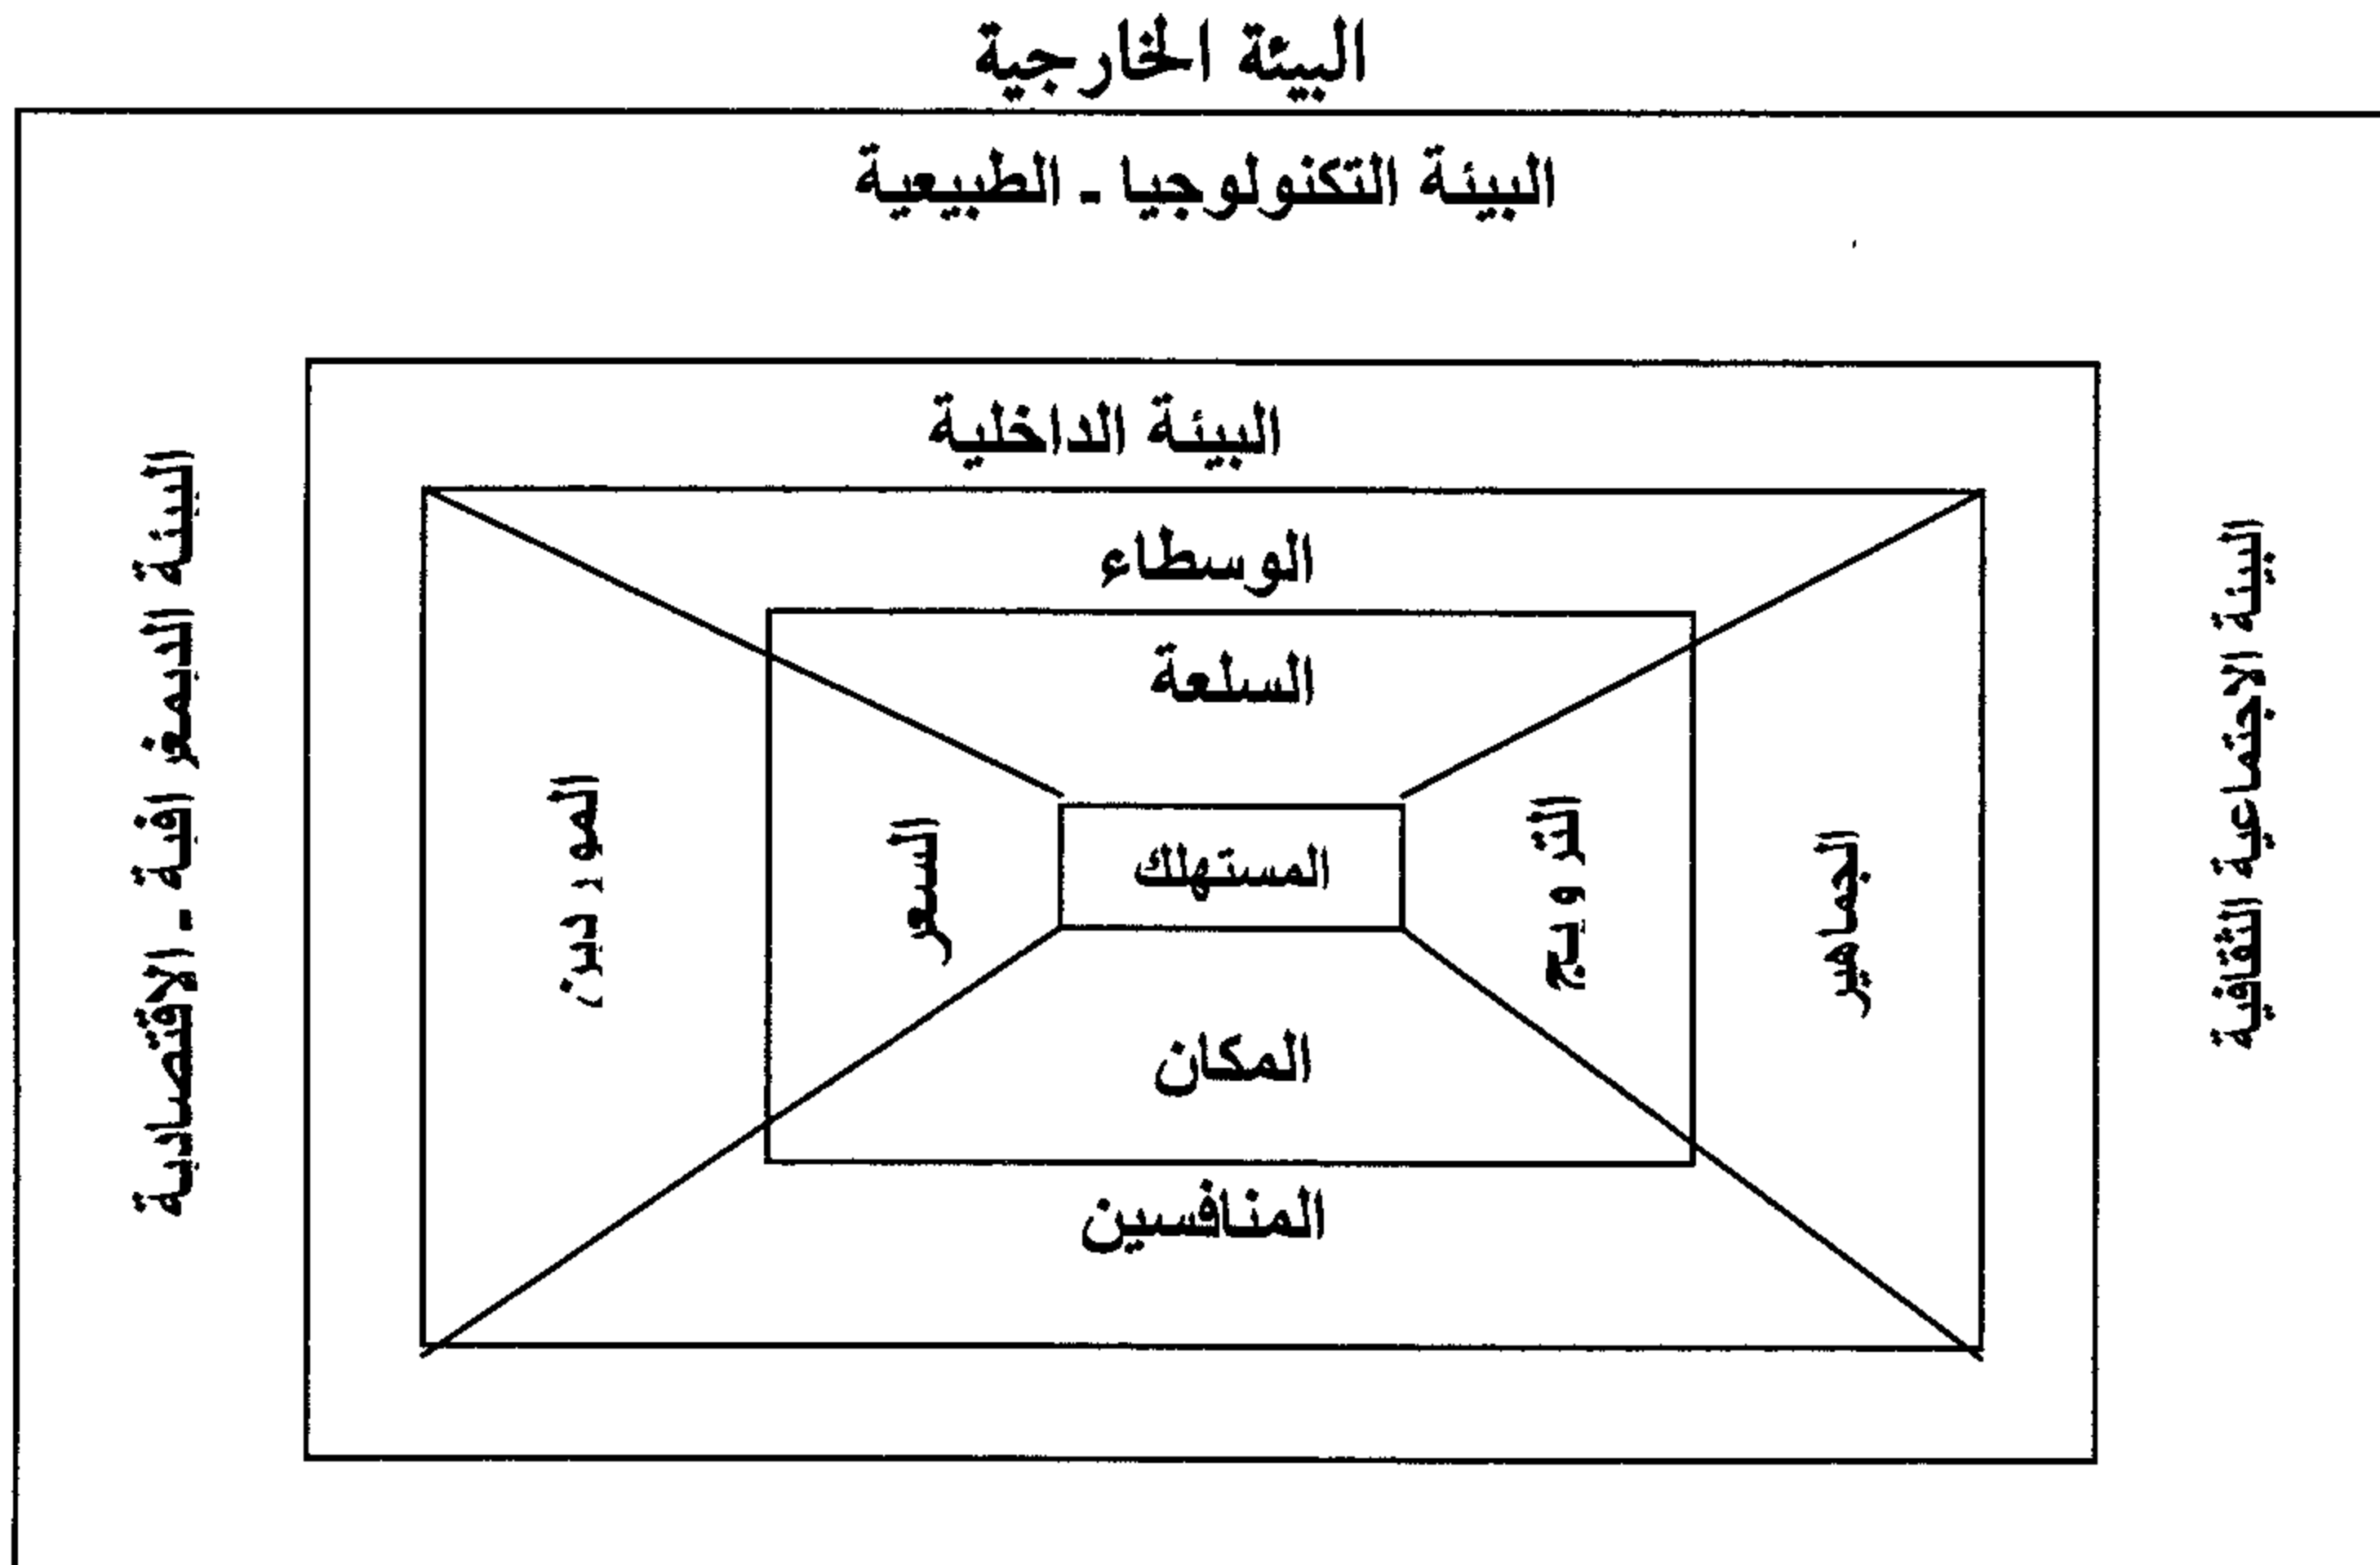 البيئة الخارجية
البيئة التكنولوجيا - الطبيعية
البيئة الاجتماعية الثقافية
البيئة الديمغرافية - الاقتصادية
البيئة الداخلية
الوسطاء
السلعة
الجماهير
الترويج
المستهلك
السعر
الموردين
المكان
المنافسين